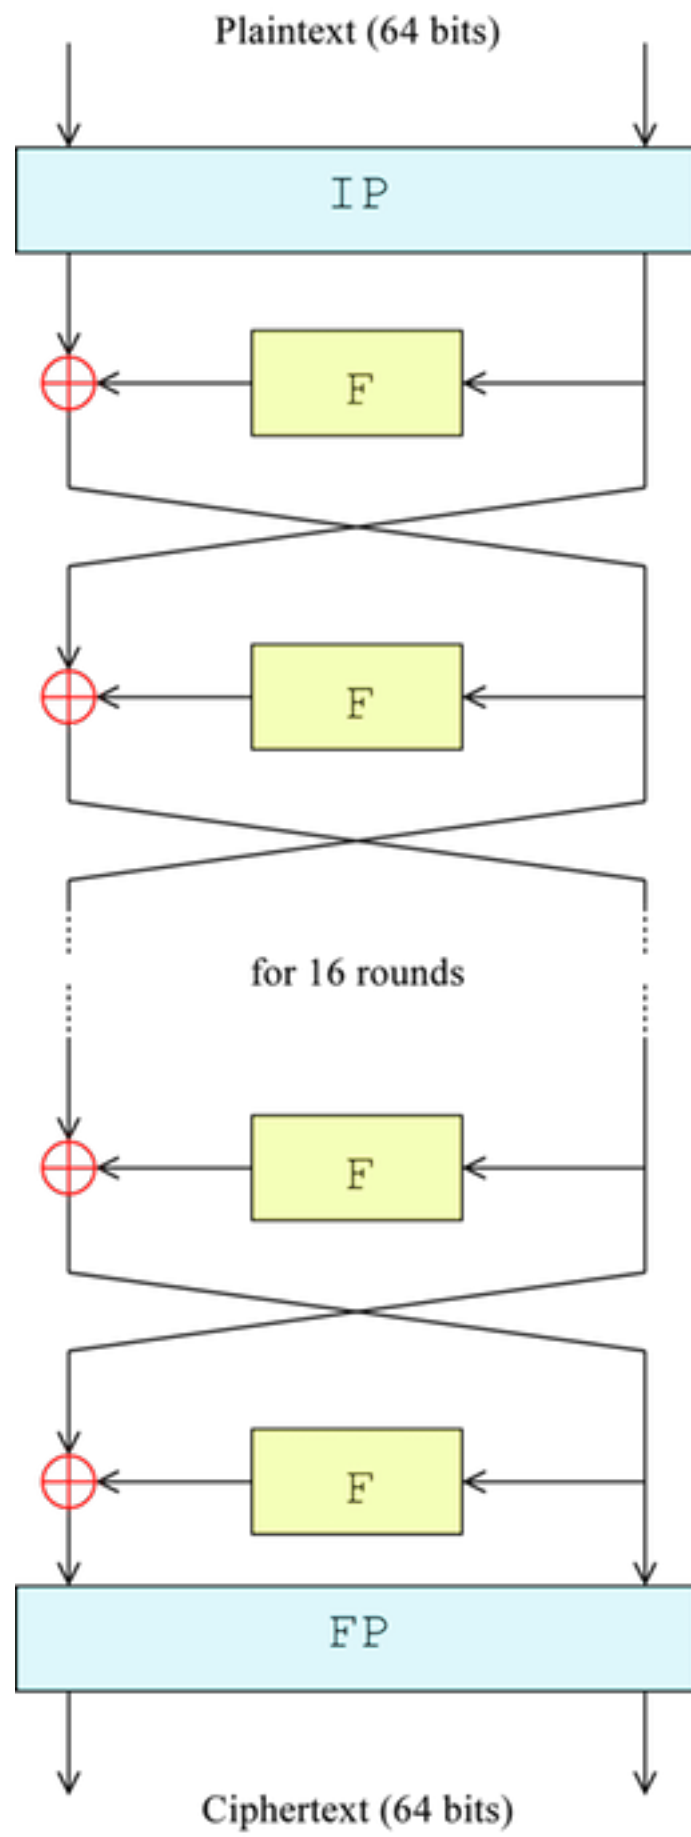 Plaintext (64 bits)
IP
F
F
for 16 rounds
F
F
FP
Ciphertext (64 bits)